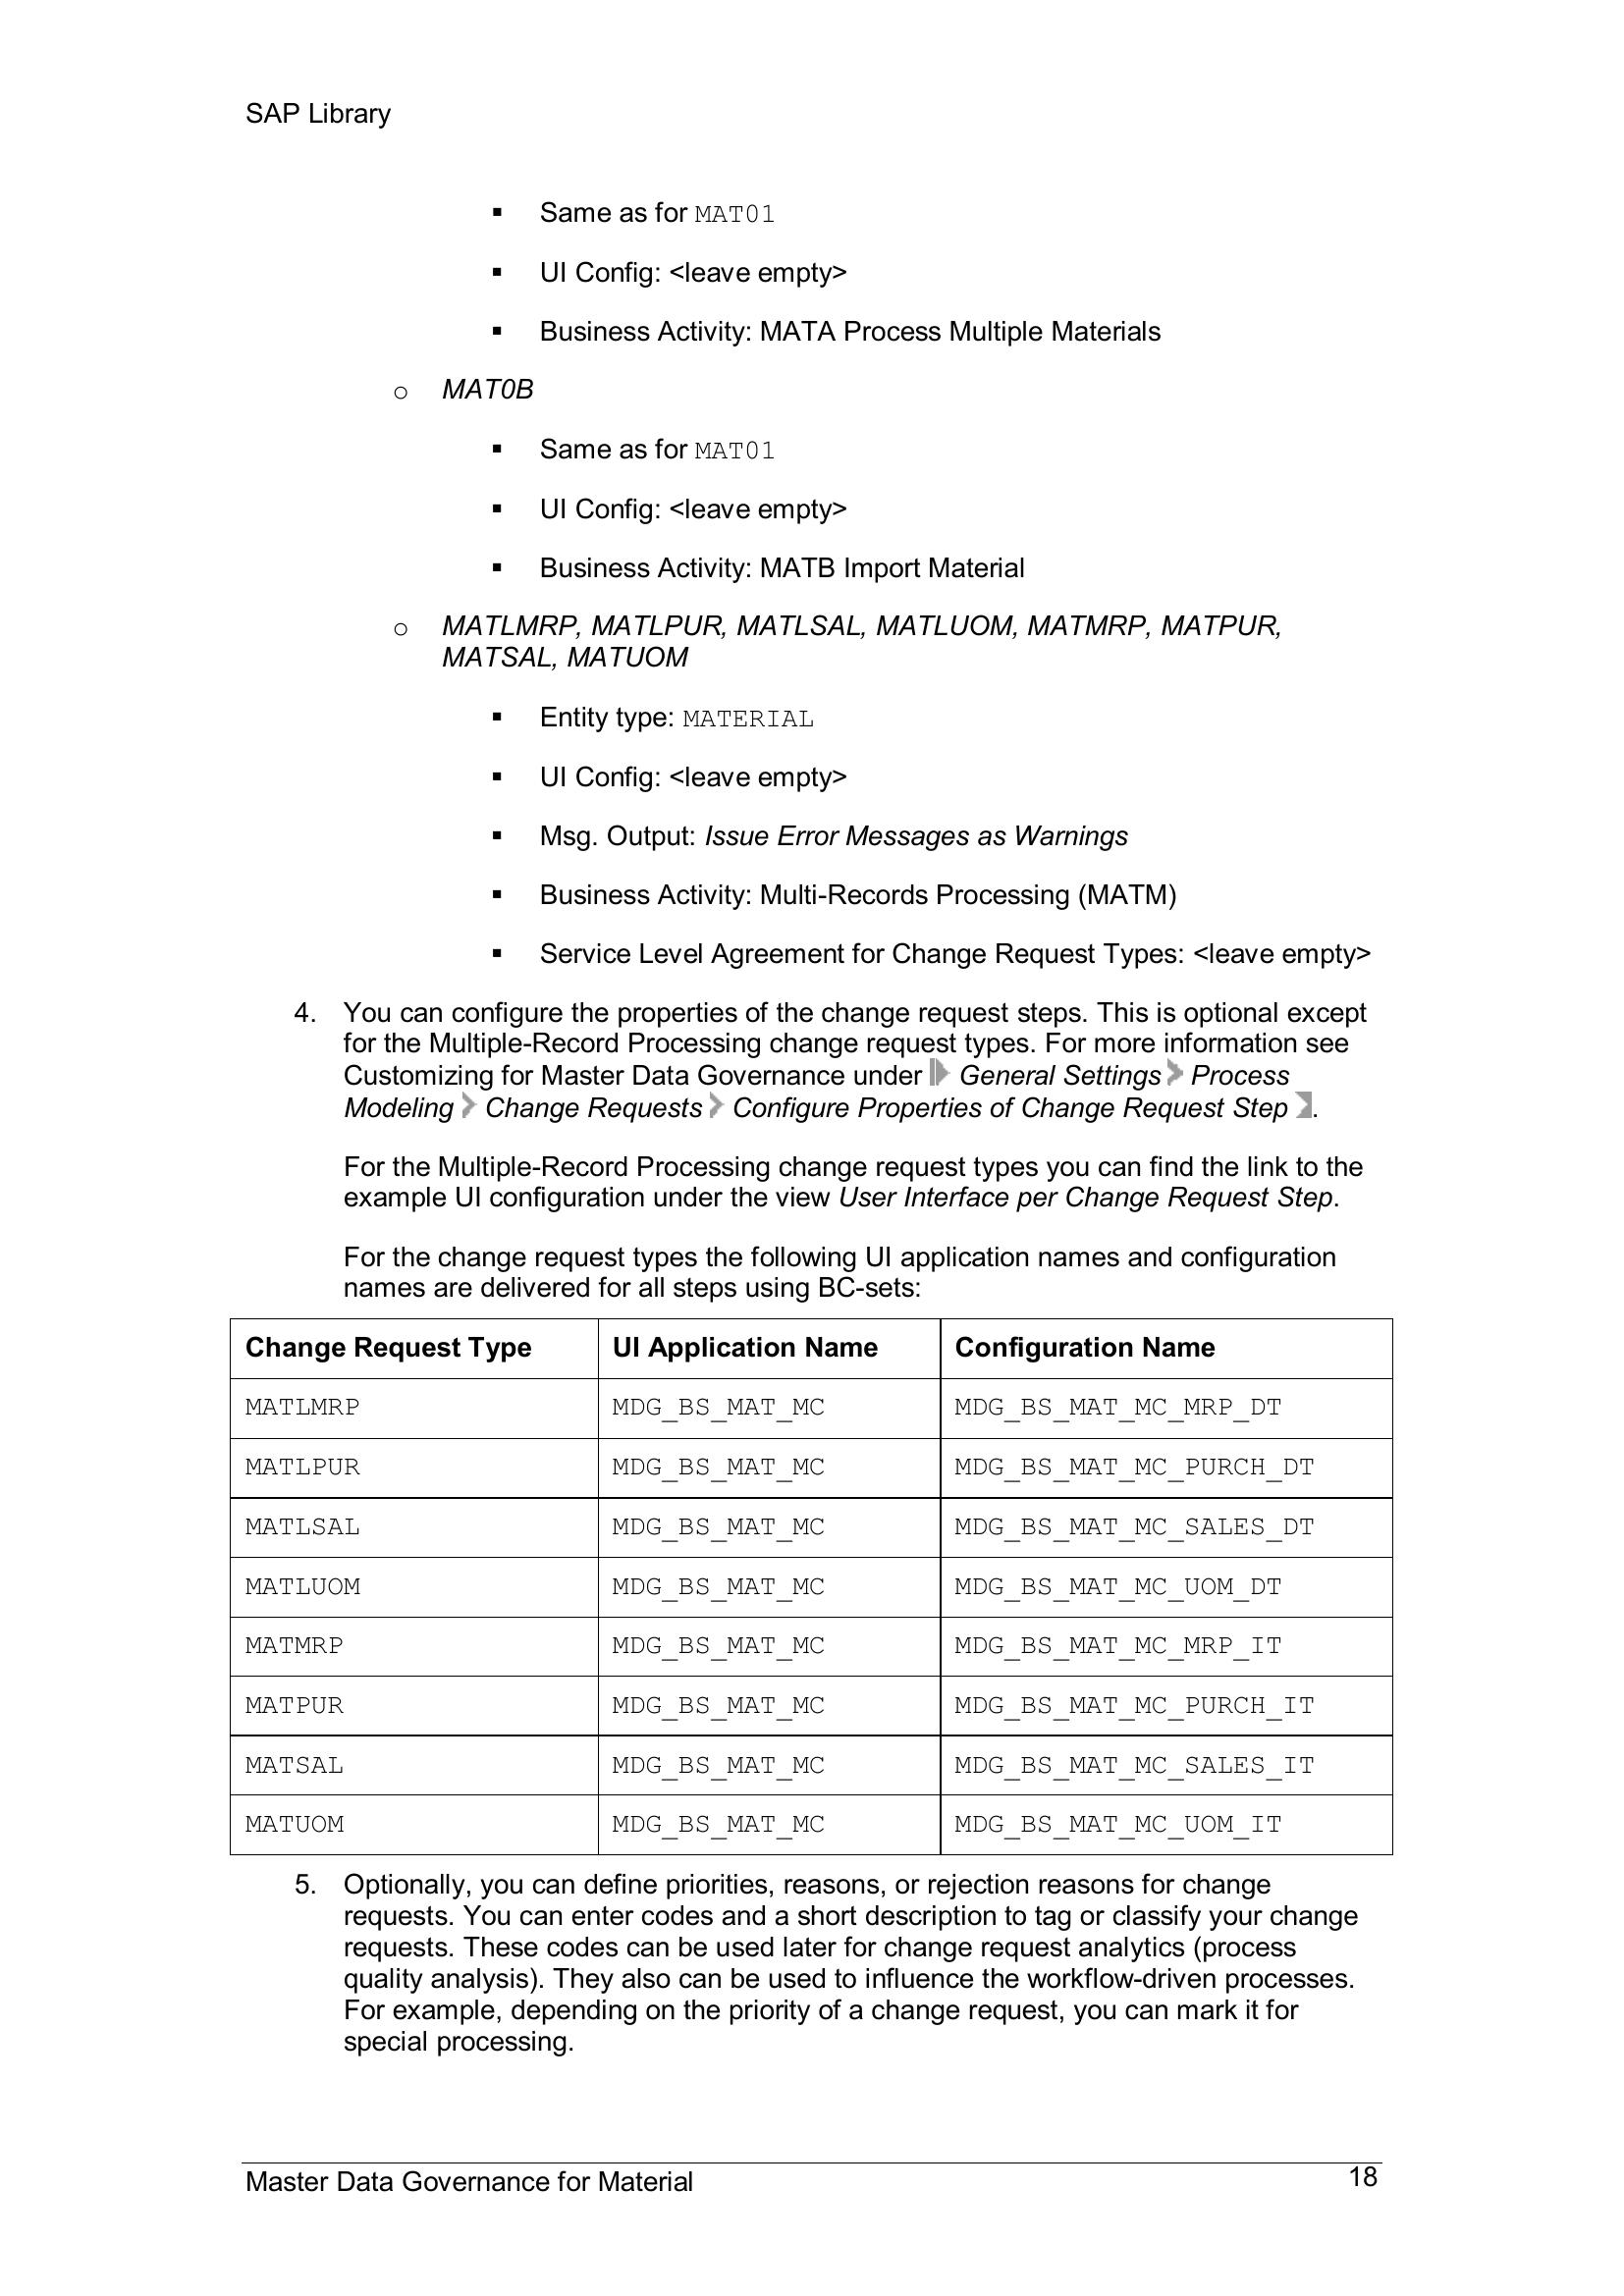 SAP Library
▪ Same as for MAT01
▪ UI Config: <leave empty>
▪ Business Activity: MATA Process Multiple Materials
o MAT0B
▪ Same as for MAT01
▪ UI Config: <leave empty>
▪ Business Activity: MATB Import Material
o MATLMRP, MATLPUR, MATLSAL, MATLUOM, MATMRP, MATPUR,
MATSAL, MATUOM
▪ Entity type: MATERIAL
▪ UI Config: <leave empty>
▪ Msg. Output: Issue Error Messages as Warnings
▪ Business Activity: Multi-Records Processing (MATM)
▪ Service Level Agreement for Change Request Types: <leave empty>
4. You can configure the properties of the change request steps. This is optional except
for the Multiple-Record Processing change request types. For more information see
Customizing for Master Data Governance under General Settings Process
Modeling Change Requests Configure Properties of Change Request Step .
For the Multiple-Record Processing change request types you can find the link to the
example UI configuration under the view User Interface per Change Request Step.
For the change request types the following UI application names and configuration
names are delivered for all steps using BC-sets:
Change Request Type UI Application Name Configuration Name
MATLMRP MDG_BS_MAT_MC MDG_BS_MAT_MC_MRP_DT
MATLPUR MDG_BS_MAT_MC MDG_BS_MAT_MC_PURCH_DT
MATLSAL MDG_BS_MAT_MC MDG_BS_MAT_MC_SALES_DT
MATLUOM MDG_BS_MAT_MC MDG_BS_MAT_MC_UOM_DT
MATMRP MDG_BS_MAT_MC MDG_BS_MAT_MC_MRP_IT
MATPUR MDG_BS_MAT_MC MDG_BS_MAT_MC_PURCH_IT
MATSAL MDG_BS_MAT_MC MDG_BS_MAT_MC_SALES_IT
MATUOM MDG_BS_MAT_MC MDG_BS_MAT_MC_UOM_IT
5. Optionally, you can define priorities, reasons, or rejection reasons for change
requests. You can enter codes and a short description to tag or classify your change
requests. These codes can be used later for change request analytics (process
quality analysis). They also can be used to influence the workflow-driven processes.
For example, depending on the priority of a change request, you can mark it for
special processing.
Master Data Governance for Material 18